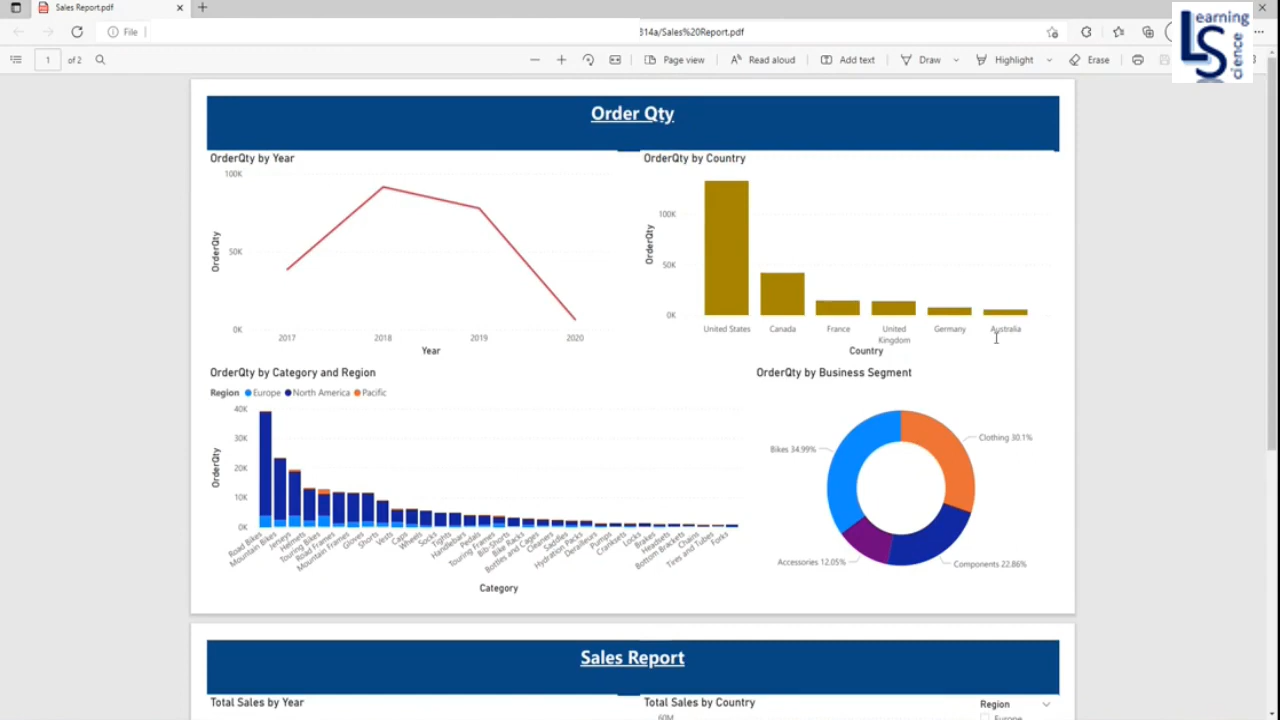 Sales Report.pdf
File
314a/Sales%20Report.pdf
1 of 2
Page view
Read aloud
Add text
Draw
Highlight
Erase
Learning
Science
Order Qty
OrderQty by Year
100K
50K
0K
OrderQty
2017 2018 2019 2020
Year
OrderQty by Country
100K
50K
0K
OrderQty
United States Canada France United Kingdom Germany Australia
Country
OrderQty by Category and Region
Region Europe North America Pacific
40K
30K
20K
10K
0K
OrderQty
Road Bikes
Mountain Bikes
Jerseys
Helmets
Touring Bikes
Road Frames
Mountain Frames
Gloves
Shorts
Vests
Caps
Wheels
Socks
Tights
Handlebars
Pedals
Touring Frames
Bib-Shorts
Bike Racks
Bottles and Cages
Cleaners
Saddles
Hydration Packs
Derailleurs
Pumps
Cranksets
Locks
Brakes
Headsets
Bottom Brackets
Chains
Tires and Tubes
Forks
Category
OrderQty by Business Segment
Bikes 34.99%
Clothing 30.1%
Accessories 12.05%
Components 22.86%
Sales Report
Total Sales by Year
Total Sales by Country
60M
Region
Europe